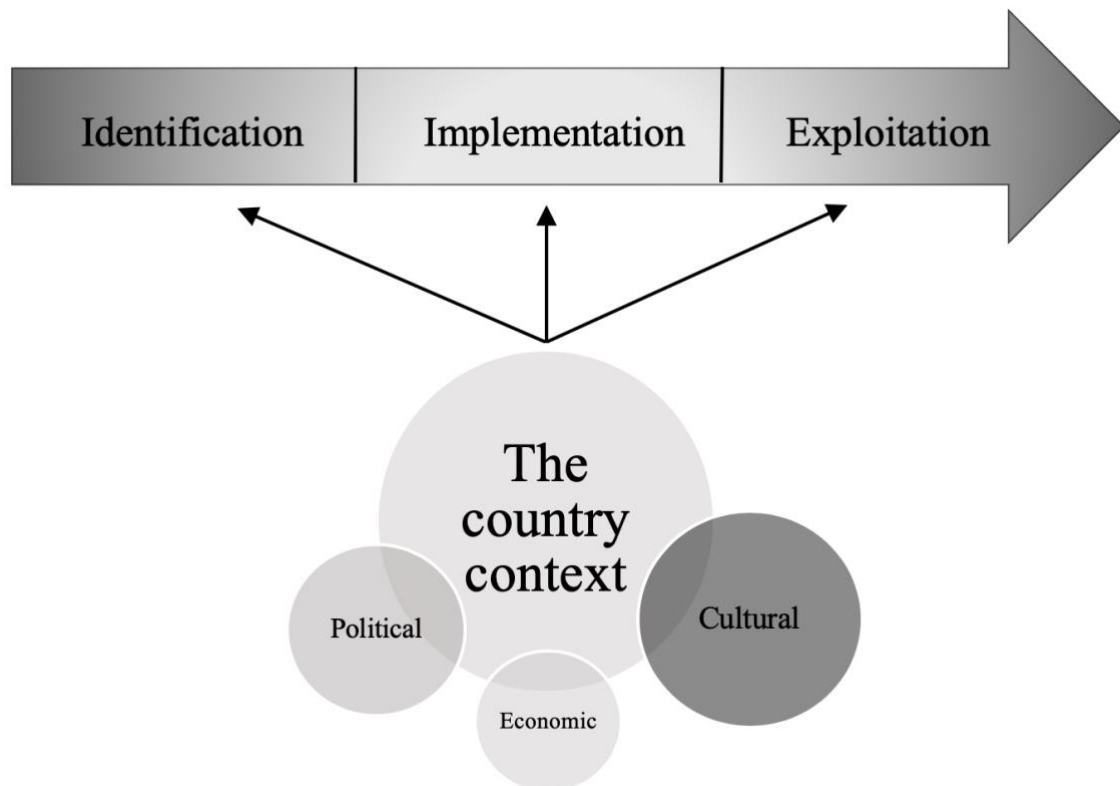 Identification
Implementation
Exploitation
The
country
context
Political
Cultural
Economic